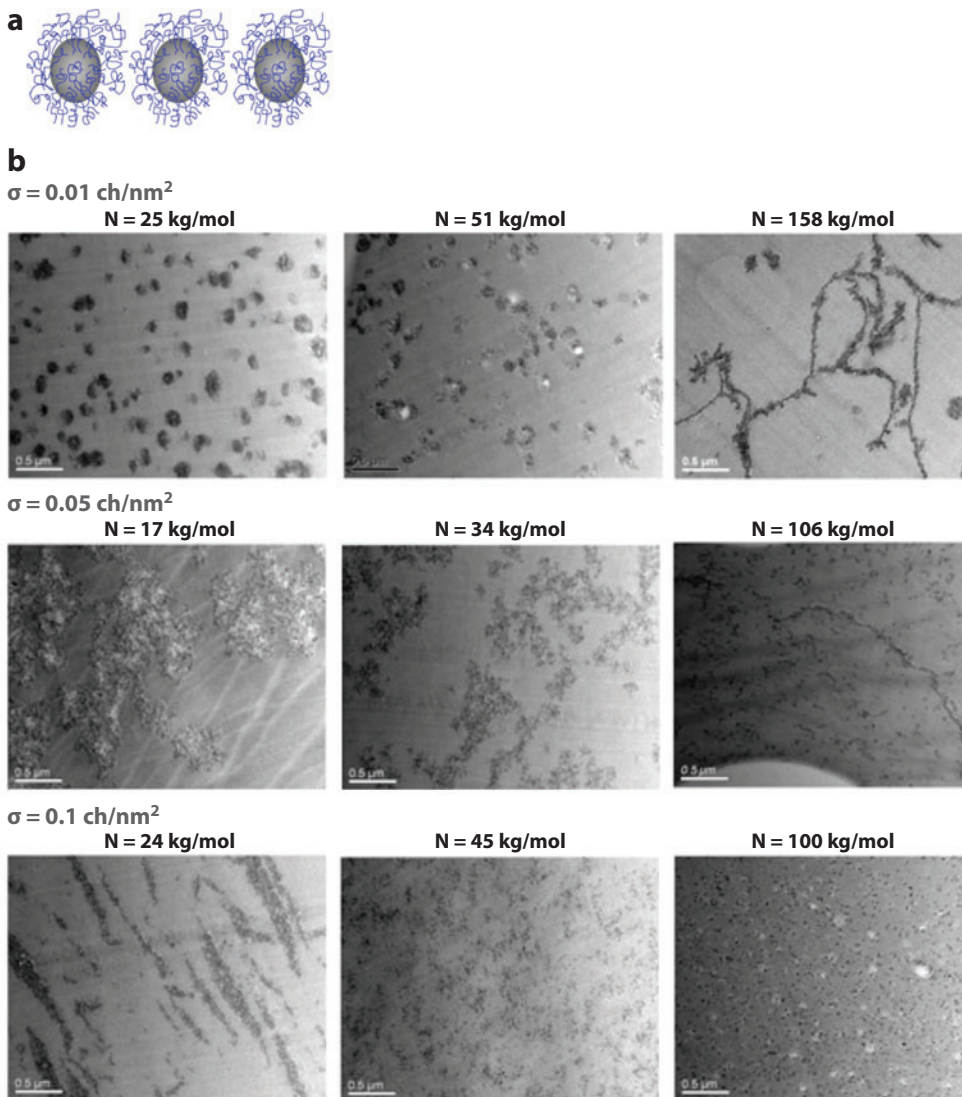 a
b
σ = 0.01 ch/nm²
N = 25 kg/mol
N = 51 kg/mol
N = 158 kg/mol
0.5 μm
0.5 μm
0.5 μm
σ = 0.05 ch/nm²
N = 17 kg/mol
N = 34 kg/mol
N = 106 kg/mol
0.5 μm
0.5 μm
0.5 μm
σ = 0.1 ch/nm²
N = 24 kg/mol
N = 45 kg/mol
N = 100 kg/mol
0.5 μm
0.5 μm
0.5 μm